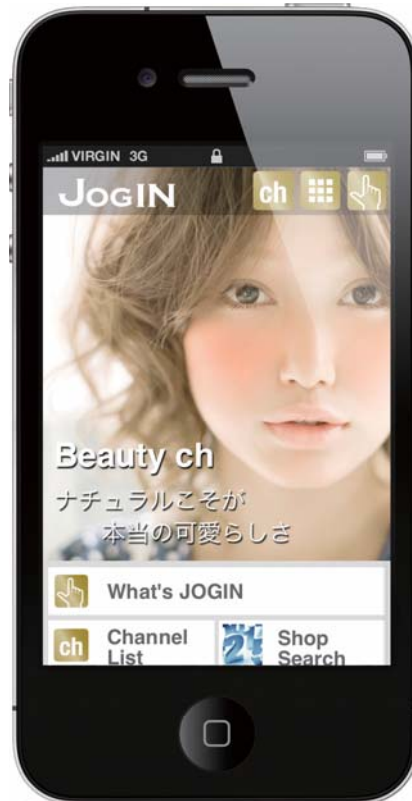 VIRGIN 3G
JOGIN
ch
Beauty ch
ナチュラルこそが
本当の可愛らしさ
What's JOGIN
ch
Channel
List
21
Shop
Search